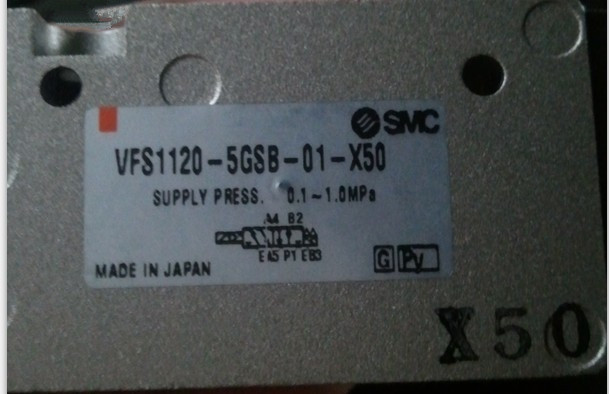 SMC
VFS1120-5GSB-01-X50
SUPPLY PRESS. 0.1~1.0MPa
A4 B2
EA5 P1 EB3
MADE IN JAPAN
G Py
X50